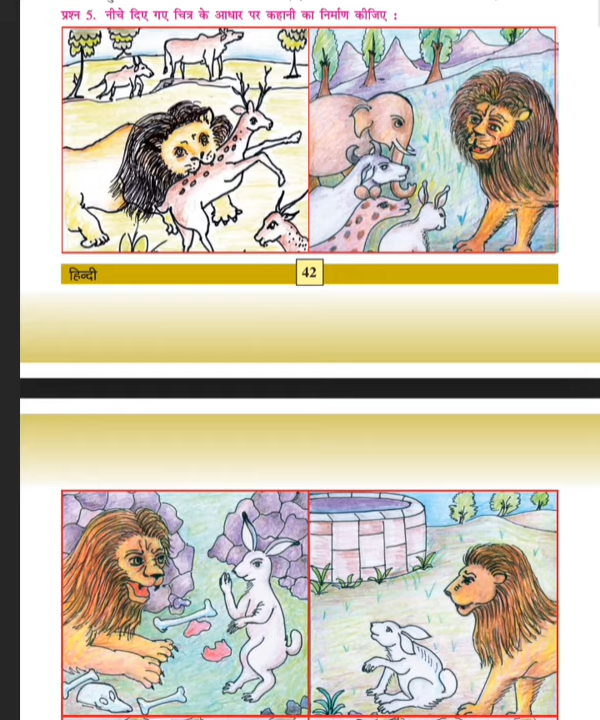 प्रश्न 5. नीचे दिए गए चित्र के आधार पर कहानी का निर्माण कीजिए :
हिन्दी
42